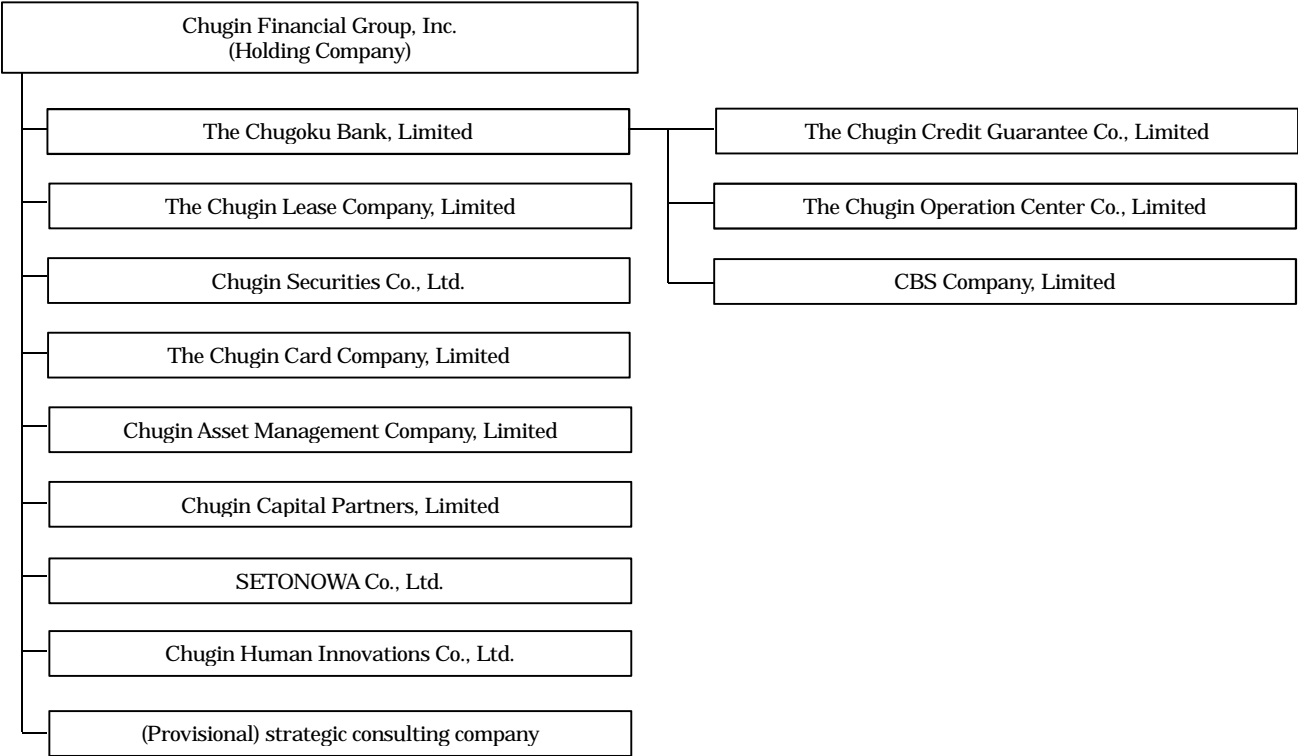 Chugin Financial Group, Inc.
(Holding Company)
The Chugoku Bank, Limited
The Chugin Credit Guarantee Co., Limited
The Chugin Lease Company, Limited
The Chugin Operation Center Co., Limited
Chugin Securities Co., Ltd.
CBS Company, Limited
The Chugin Card Company, Limited
Chugin Asset Management Company, Limited
Chugin Capital Partners, Limited
SETONOWA Co., Ltd.
Chugin Human Innovations Co., Ltd.
(Provisional) strategic consulting company